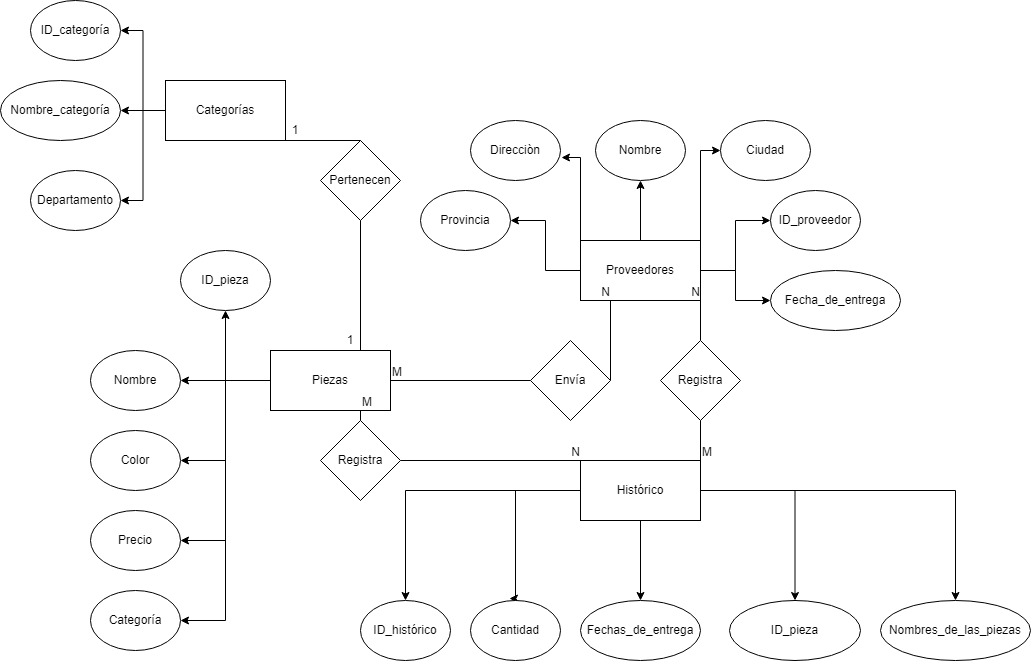 ID_categoría
Nombre_categoría
Departamento
Categorías
1
Pertenecen
1
Direcciòn
Nombre
Ciudad
Provincia
ID_proveedor
Proveedores
N
N
Fecha_de_entrega
ID_pieza
Nombre
Piezas
M
M
Envía
Registra
Color
Registra
N
M
Histórico
Precio
Categoría
ID_histórico
Cantidad
Fechas_de_entrega
ID_pieza
Nombres_de_las_piezas